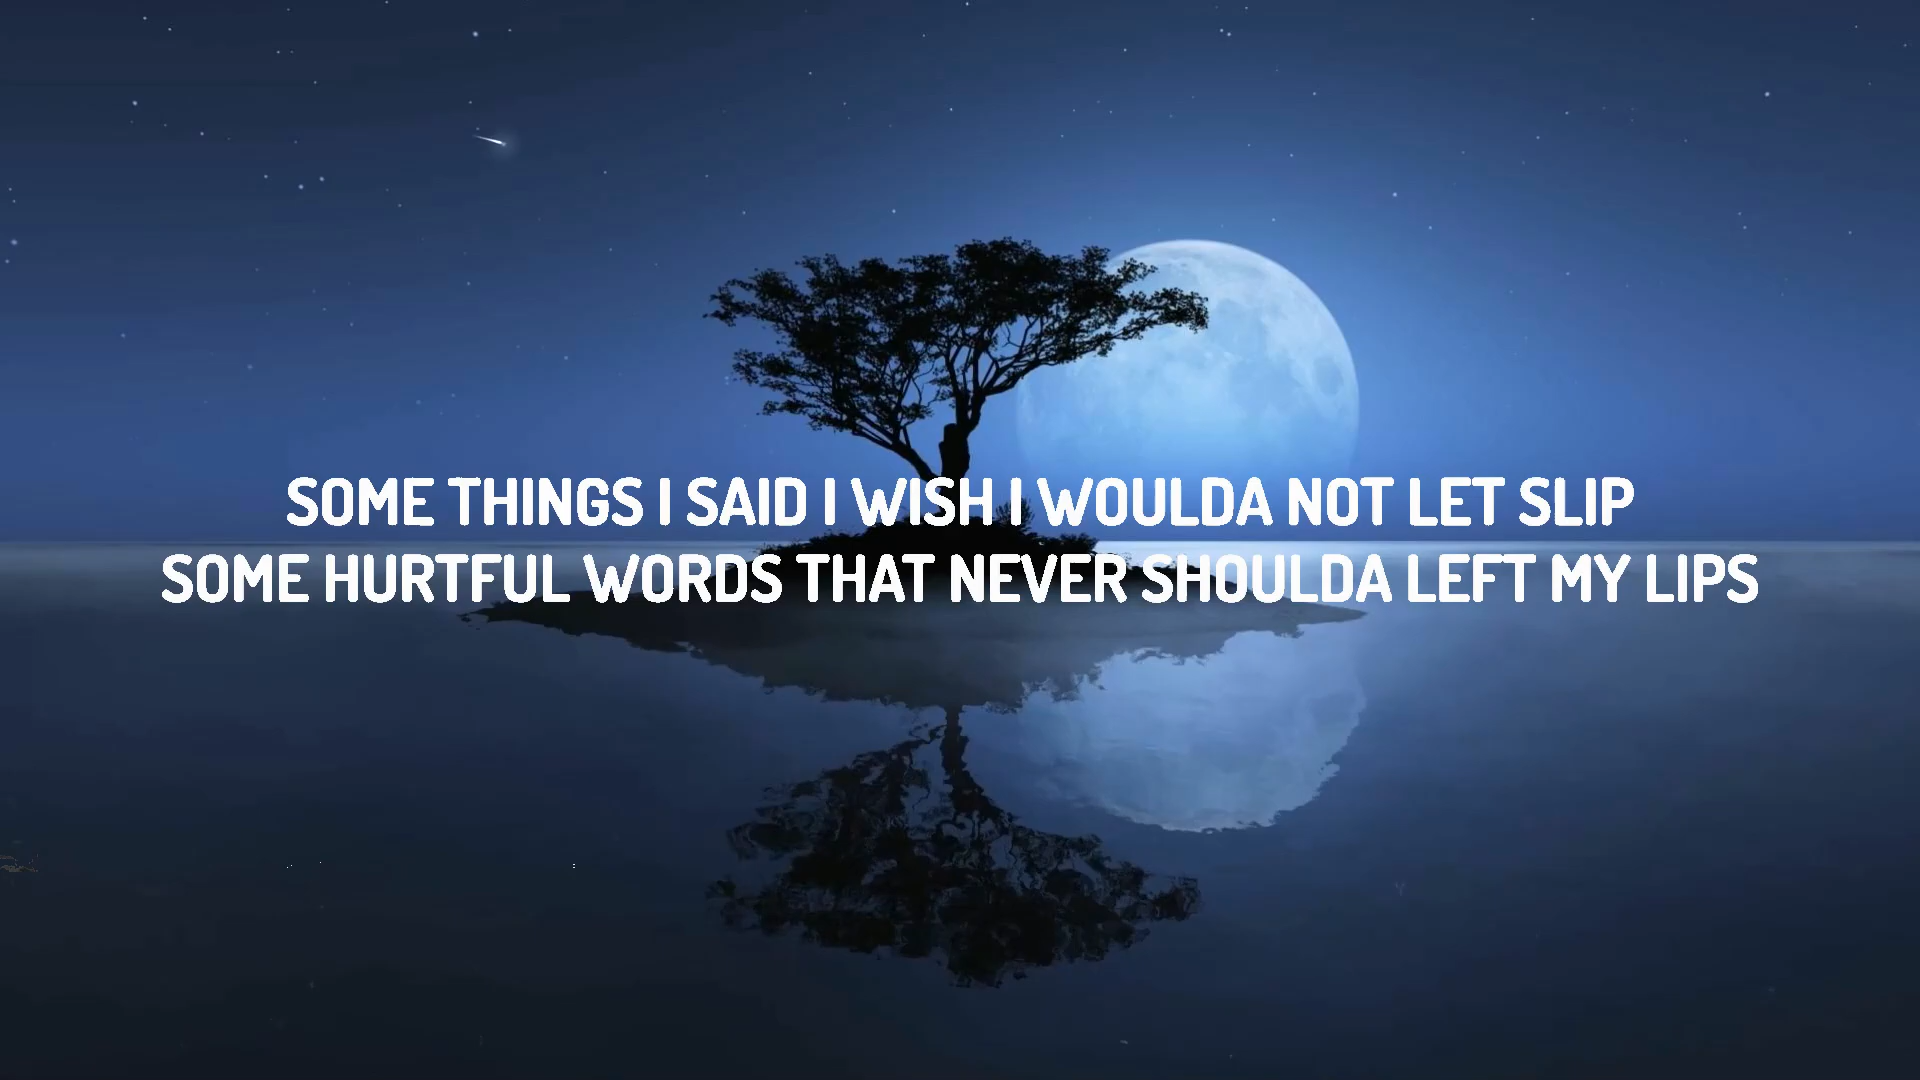 SOME THINGS I SAID I WISH I WOULDA NOT LET SLIP
SOME HURTFUL WORDS THAT NEVER SHOULDA LEFT MY LIPS